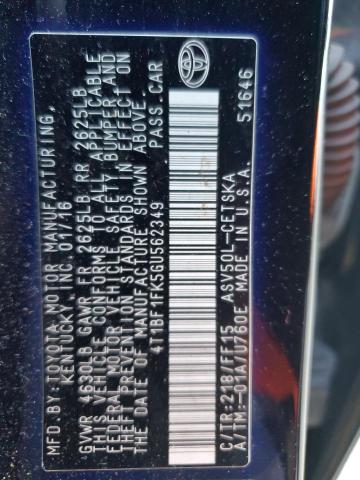 MFD. BY: TOYOTA MOTOR MANUFACTURING,
KENTUCKY, INC. 01/16
GVWR 4630LB GAWR FR 2625LB RR 2625LB
THIS VEHICLE CONFORMS TO ALL APPLICABLE
FEDERAL MOTOR VEHICLE SAFETY, BUMPER, AND
THEFT PREVENTION STANDARDS IN EFFECT ON
THE DATE OF MANUFACTURE SHOWN ABOVE.
4T1BF1FK5GU562349 PASS.CAR
C/TR:218/FF15 ASV50L-CETSKA
A/TM:-01A/U760E MADE IN U.S.A.
51646